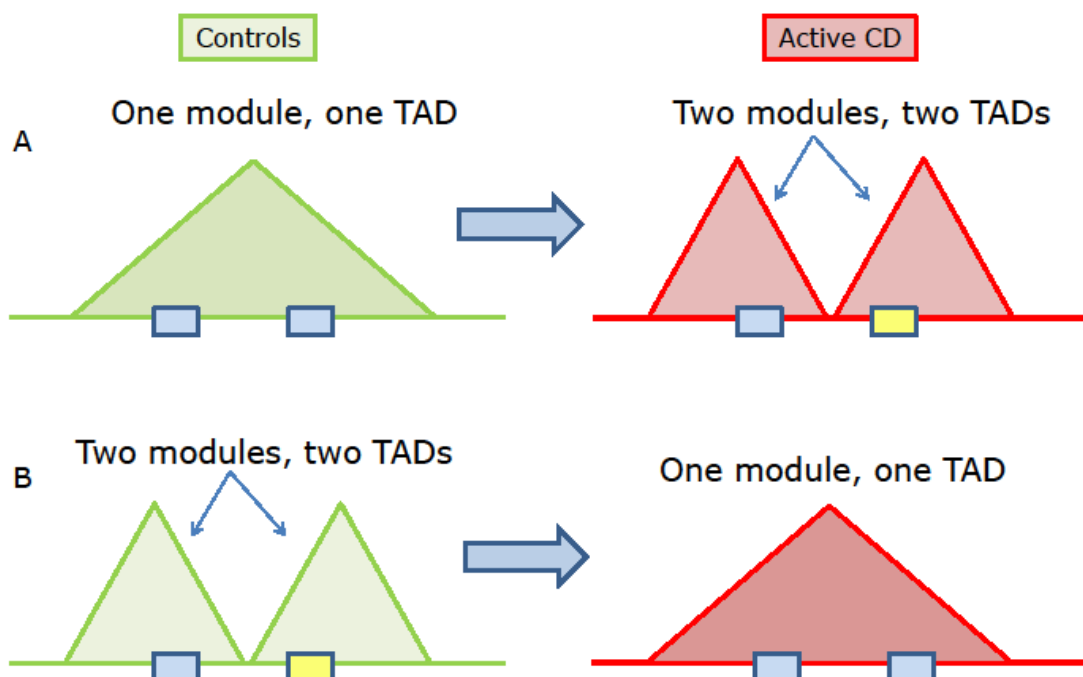 Controls
Active CD
A
One module, one TAD
Two modules, two TADs
B
Two modules, two TADs
One module, one TAD